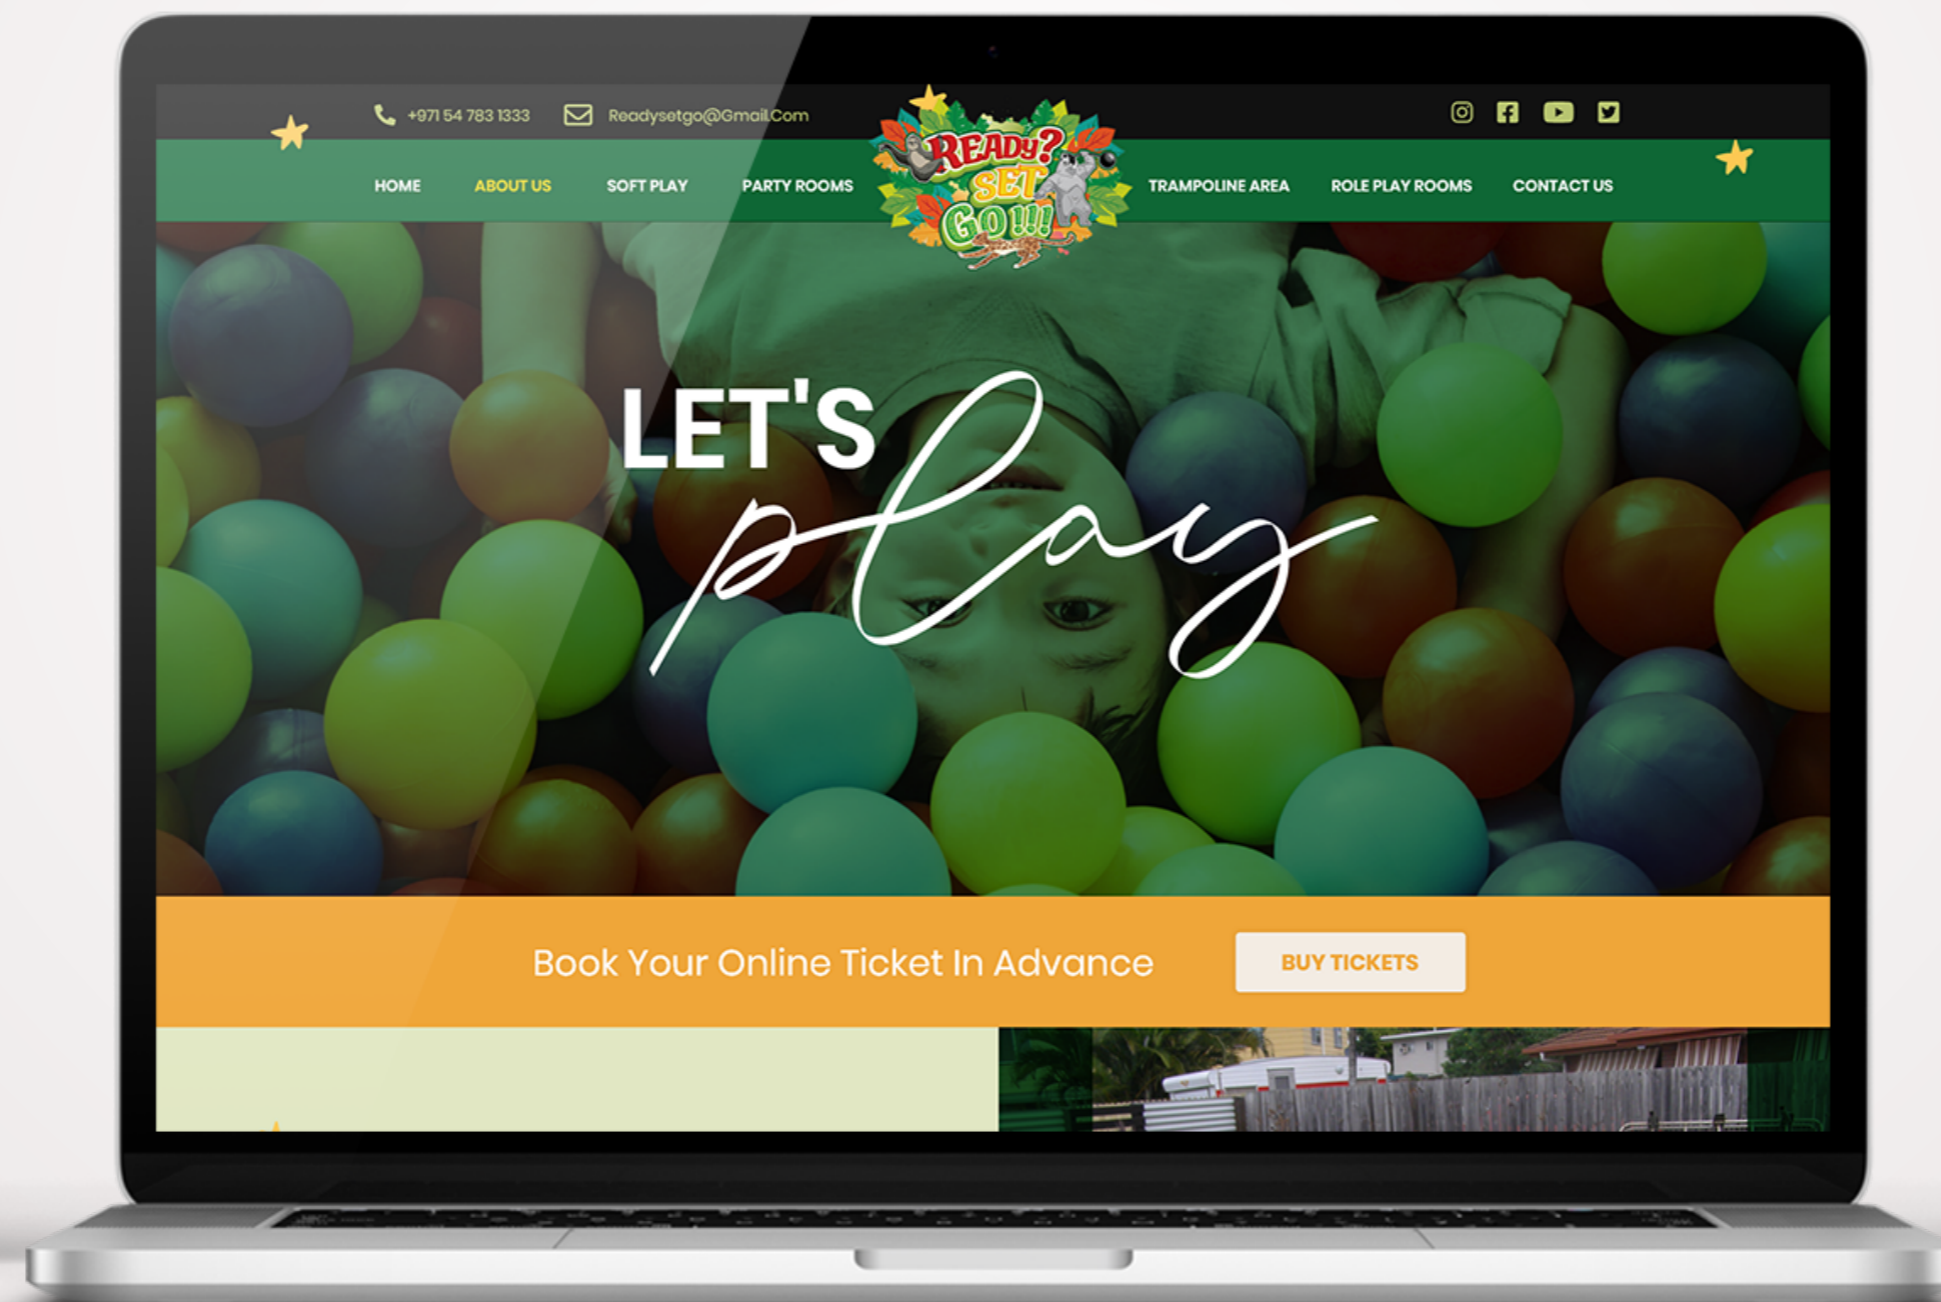 +971 54 783 1333
Readysetgo@Gmail.Com
HOME
ABOUT US
SOFT PLAY
PARTY ROOMS
READY?
SET
GO!!!
TRAMPOLINE AREA
ROLE PLAY ROOMS
CONTACT US
LET'S
play
Book Your Online Ticket In Advance
BUY TICKETS